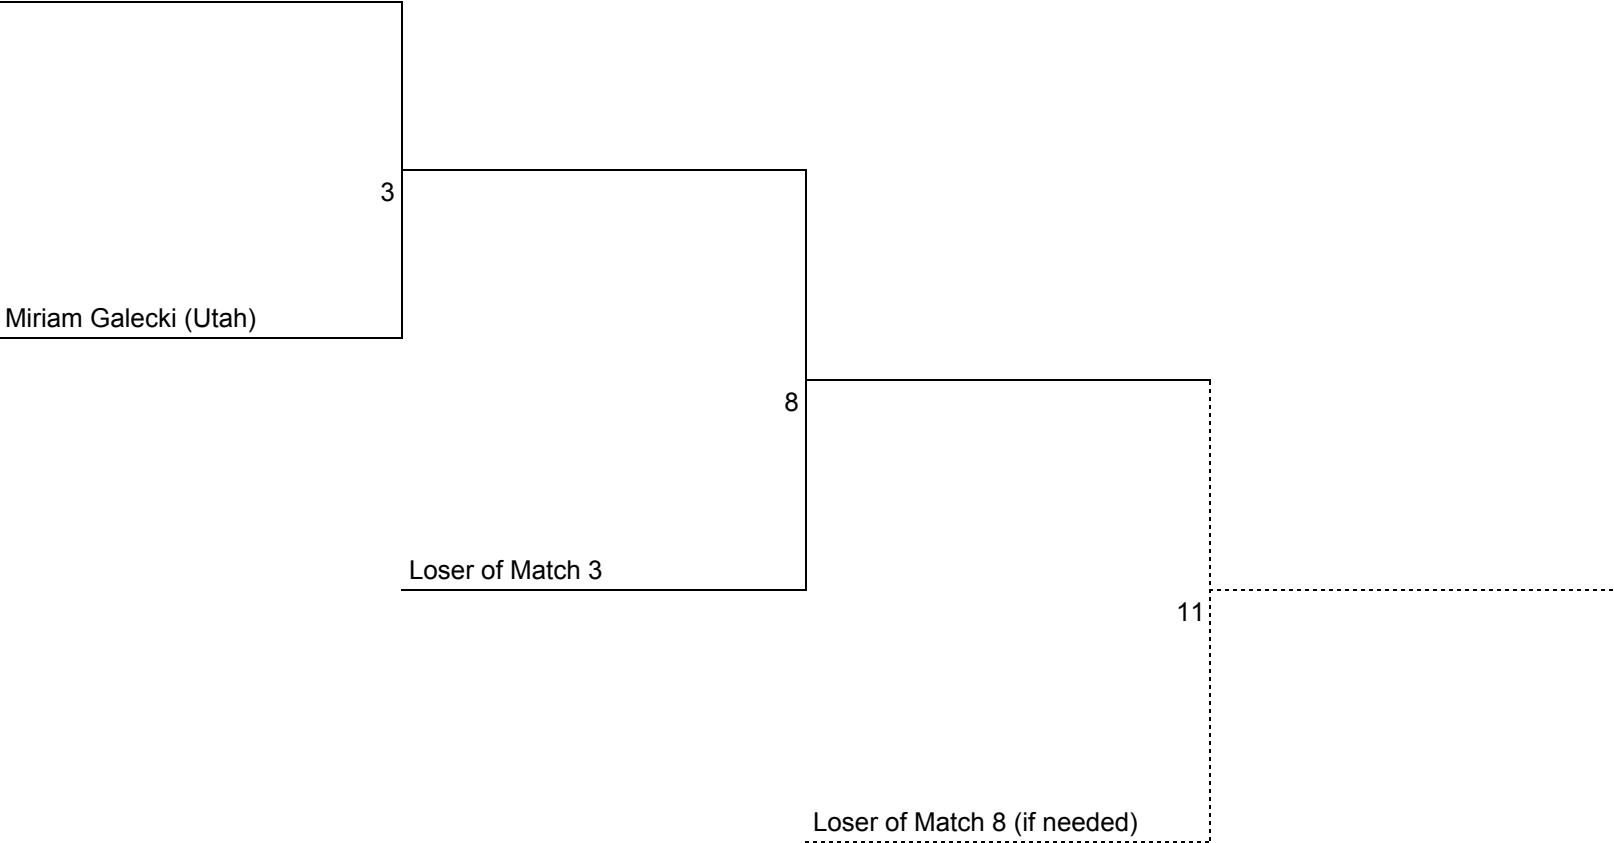 3
Miriam Galecki (Utah)
8
Loser of Match 3
11
Loser of Match 8 (if needed)